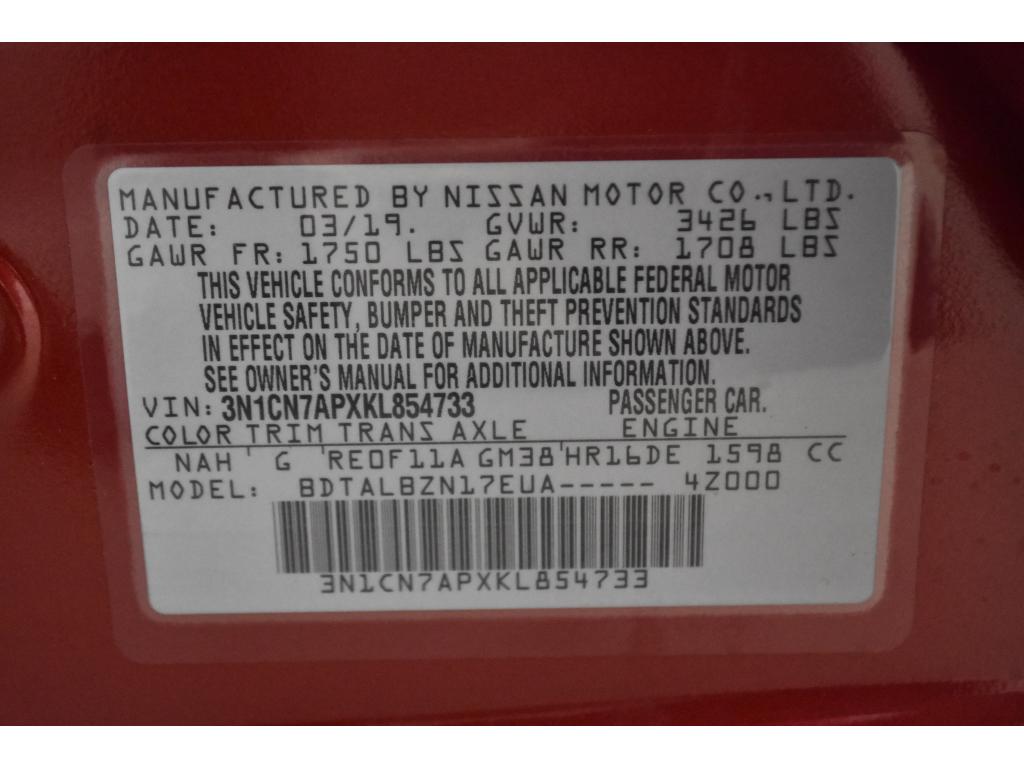 MANUFACTURED BY NISSAN MOTOR CO., LTD.
DATE: 03/19. GVWR: 3426 LBS
GAWR FR: 1750 LBS GAWR RR: 1708 LBS
THIS VEHICLE CONFORMS TO ALL APPLICABLE FEDERAL MOTOR
VEHICLE SAFETY, BUMPER AND THEFT PREVENTION STANDARDS
IN EFFECT ON THE DATE OF MANUFACTURE SHOWN ABOVE.
SEE OWNER'S MANUAL FOR ADDITIONAL INFORMATION.
VIN: 3N1CN7APXKL854733 PASSENGER CAR.
COLOR TRIM TRANS AXLE ENGINE
NAH ' G 'RE0F11A GM38'HR16DE 1598 CC
MODEL: BDTALBZN17EUA----- 4Z000
3N1CN7APXKL854733